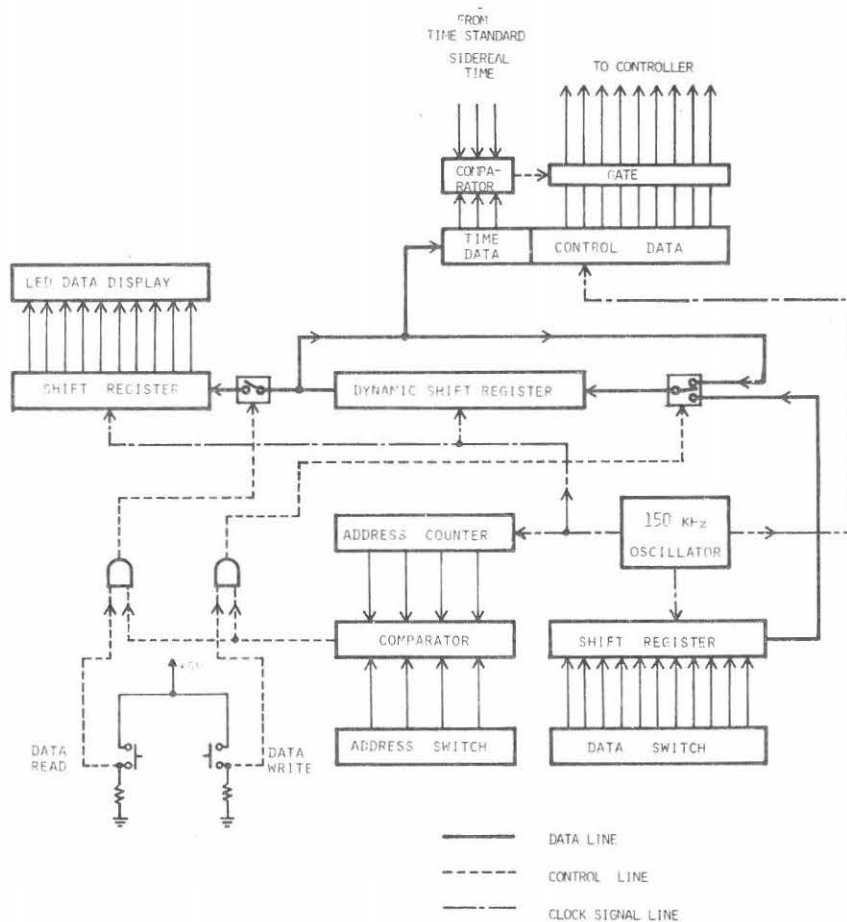 FROM
TIME STANDARD
SIDEREAL
TIME
TO CONTROLLER
COMPA-
RATOR
GATE
TIME
DATA
CONTROL DATA
LED DATA DISPLAY
SHIFT REGISTER
DYNAMIC SHIFT REGISTER
ADDRESS COUNTER
150 KHz
OSCILLATOR
COMPARATOR
SHIFT REGISTER
+5V
DATA
READ
DATA
WRITE
ADDRESS SWITCH
DATA SWITCH
DATA LINE
CONTROL LINE
CLOCK SIGNAL LINE